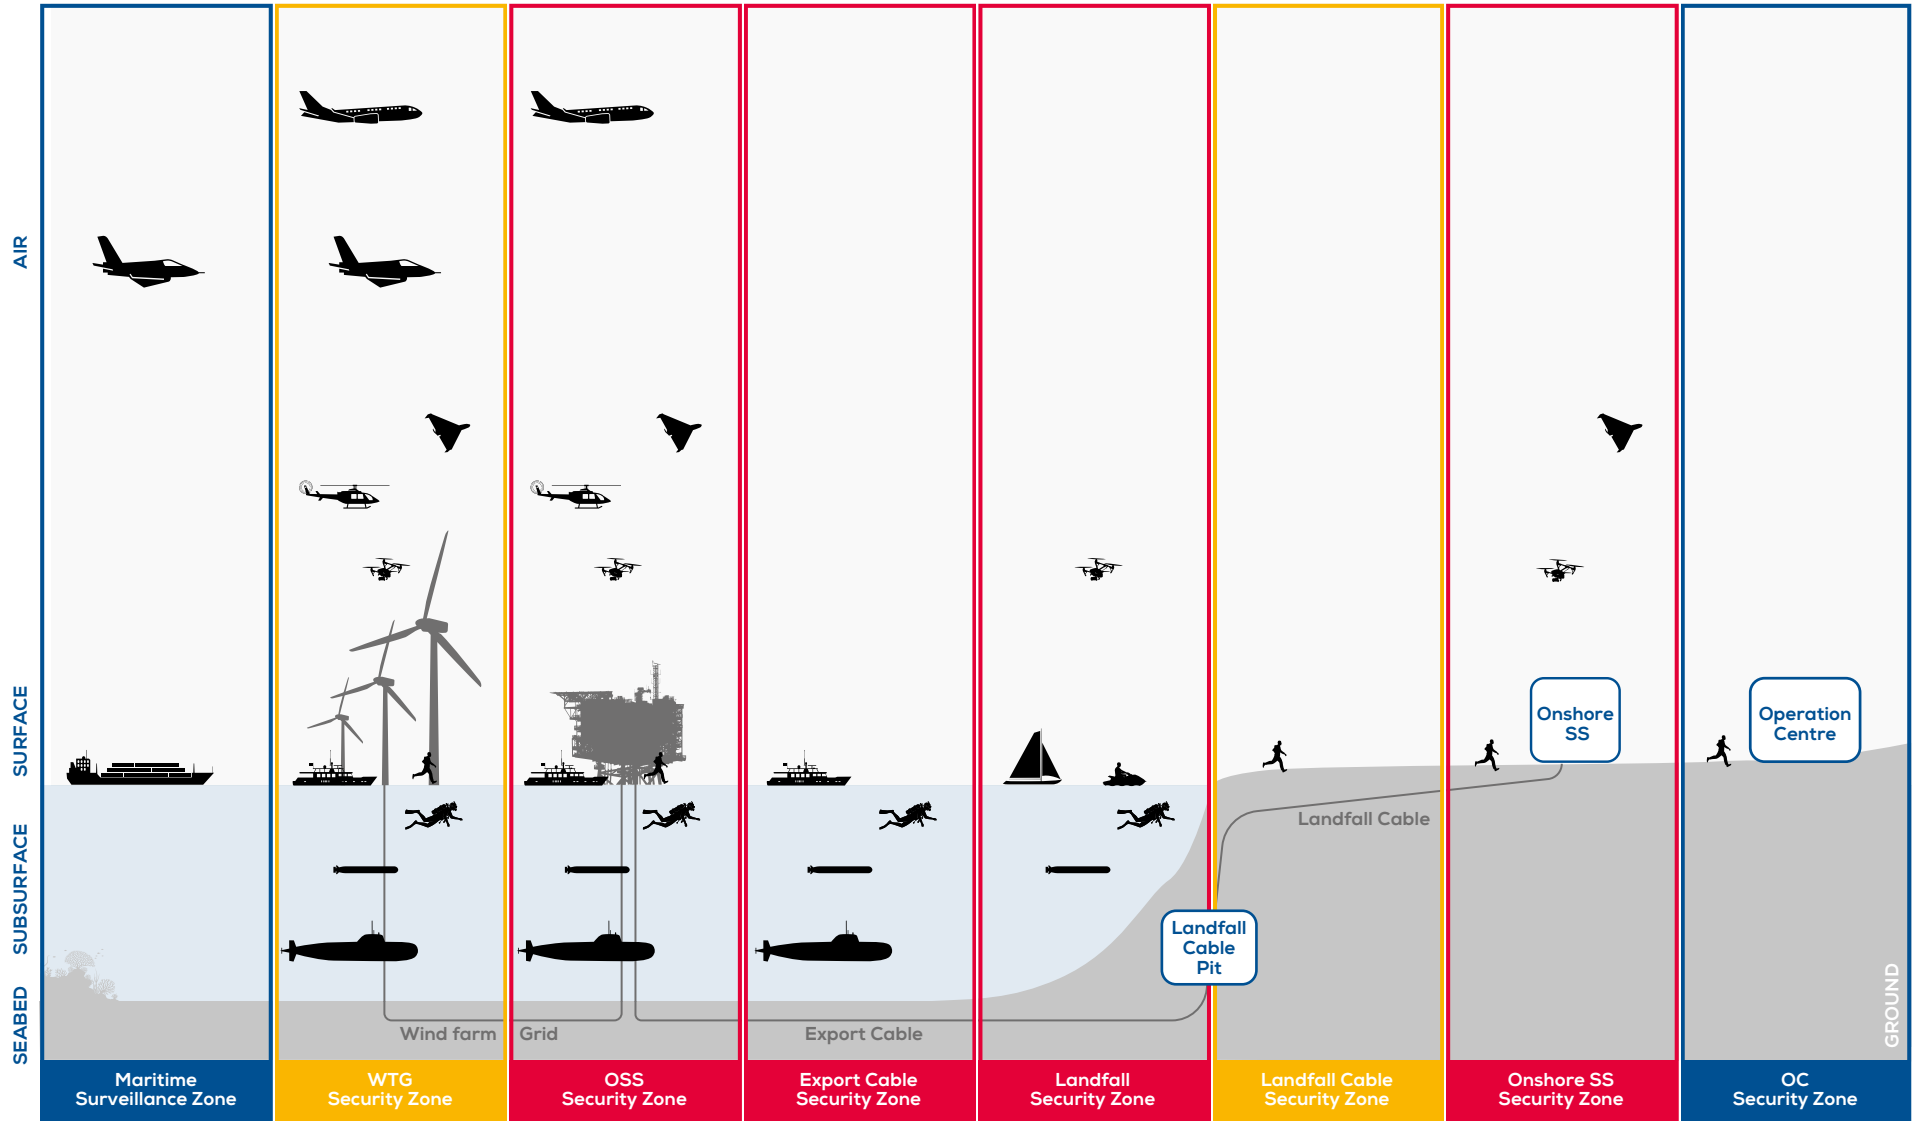 AIR
SURFACE
SUBSURFACE
SEABED
Onshore
SS
Operation
Centre
Landfall Cable
Landfall
Cable
Pit
Wind farm
Grid
Export Cable
GROUND
Maritime
Surveillance Zone
WTG
Security Zone
OSS
Security Zone
Export Cable
Security Zone
Landfall
Security Zone
Landfall Cable
Security Zone
Onshore SS
Security Zone
OC
Security Zone